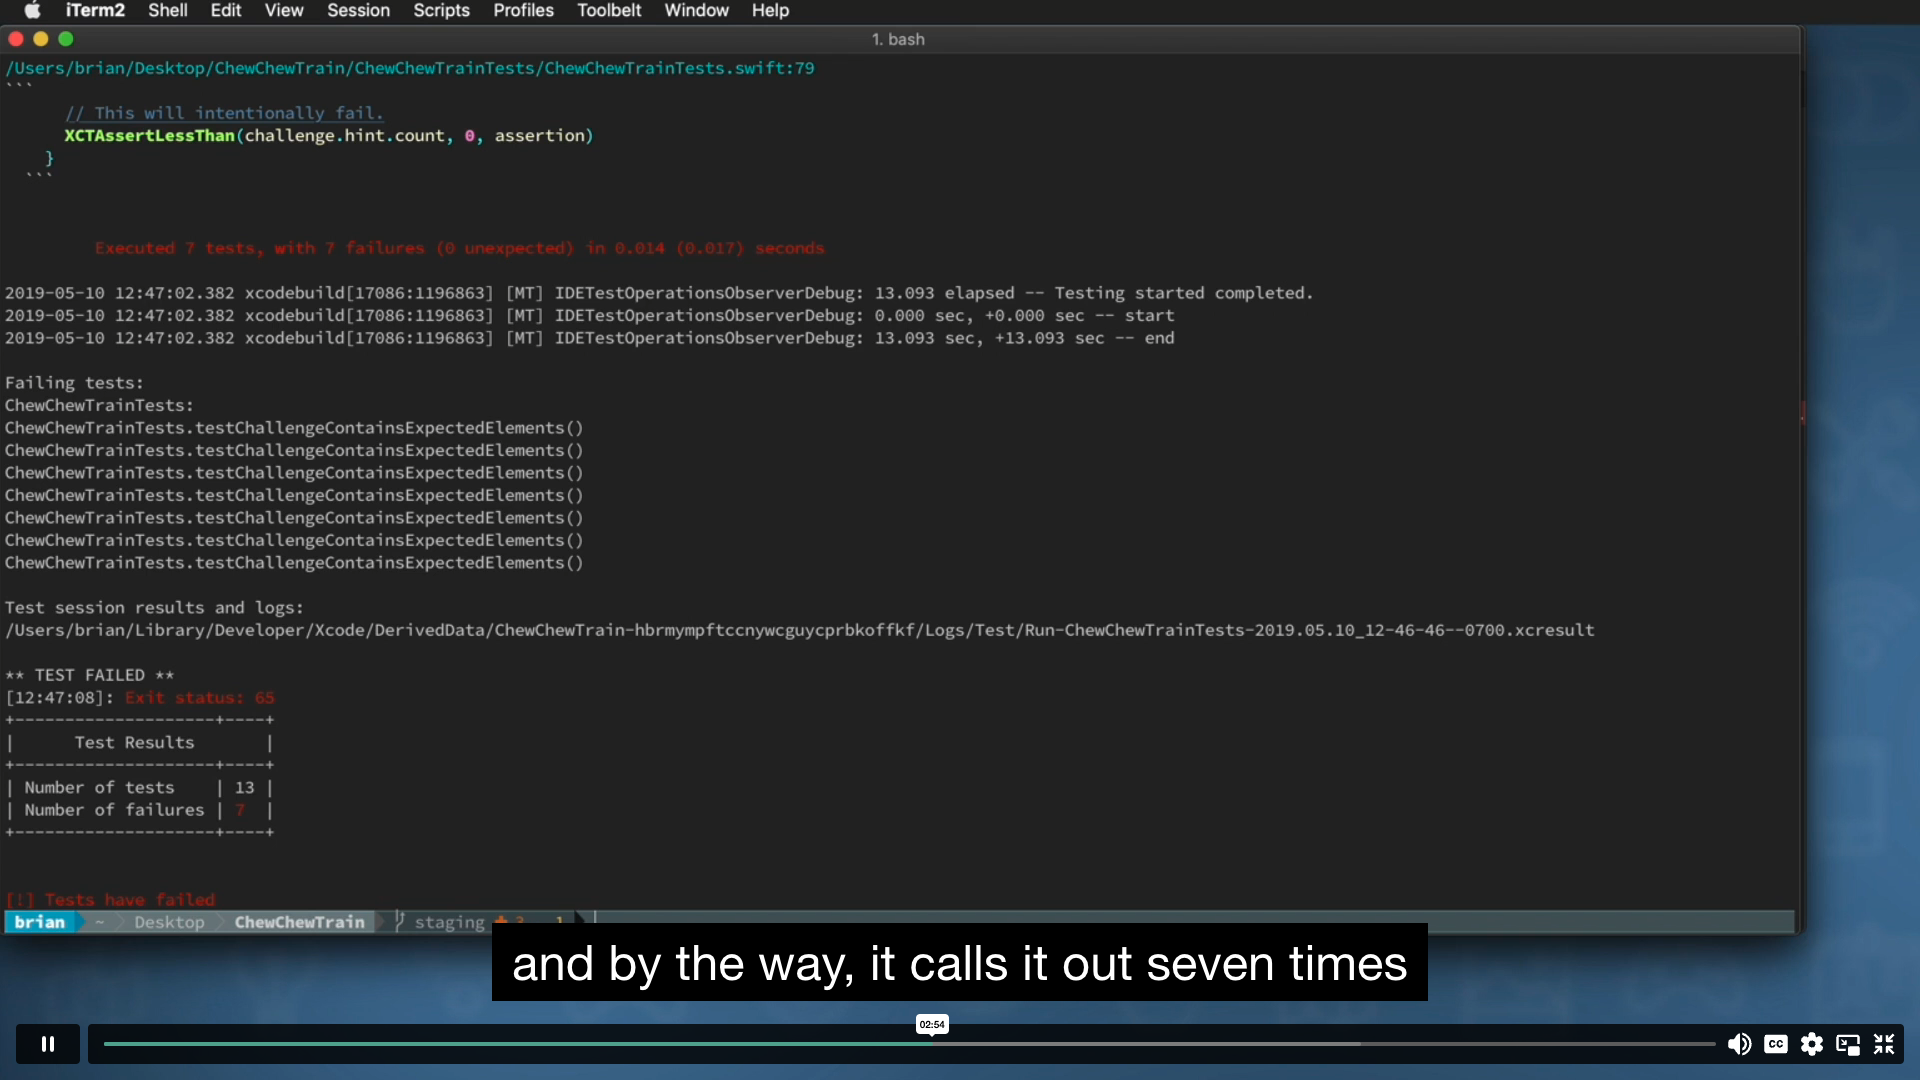 iTerm2 Shell Edit View Session Scripts Profiles Toolbelt Window Help
1. bash
/Users/brian/Desktop/ChewChewTrain/ChewChewTrainTests/ChewChewTrainTests.swift:79
```
// This will intentionally fail.
XCTAssertLessThan(challenge.hint.count, 0, assertion)
}
```
Executed 7 tests, with 7 failures (0 unexpected) in 0.014 (0.017) seconds
2019-05-10 12:47:02.382 xcodebuild[17086:1196863] [MT] IDETestOperationsObserverDebug: 13.093 elapsed -- Testing started completed.
2019-05-10 12:47:02.382 xcodebuild[17086:1196863] [MT] IDETestOperationsObserverDebug: 0.000 sec, +0.000 sec -- start
2019-05-10 12:47:02.382 xcodebuild[17086:1196863] [MT] IDETestOperationsObserverDebug: 13.093 sec, +13.093 sec -- end
Failing tests:
ChewChewTrainTests:
ChewChewTrainTests.testChallengeContainsExpectedElements()
ChewChewTrainTests.testChallengeContainsExpectedElements()
ChewChewTrainTests.testChallengeContainsExpectedElements()
ChewChewTrainTests.testChallengeContainsExpectedElements()
ChewChewTrainTests.testChallengeContainsExpectedElements()
ChewChewTrainTests.testChallengeContainsExpectedElements()
ChewChewTrainTests.testChallengeContainsExpectedElements()
Test session results and logs:
/Users/brian/Library/Developer/Xcode/DerivedData/ChewChewTrain-hbrmympftccnywcguycprbkoffkf/Logs/Test/Run-ChewChewTrainTests-2019.05.10_12-46-46--0700.xcresult
** TEST FAILED **
[12:47:08]: Exit status: 65
+--------------------+----+
| Test Results |
+--------------------+----+
| Number of tests | 13 |
| Number of failures | 7 |
+--------------------+----+
[!] Tests have failed
brian ~ Desktop ChewChewTrain staging
and by the way, it calls it out seven times
02:54
CC